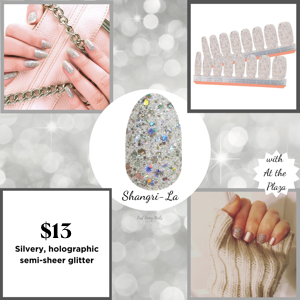 Shangri-La
with
At the
Plaza
$13
Silvery, holographic
semi-sheer glitter